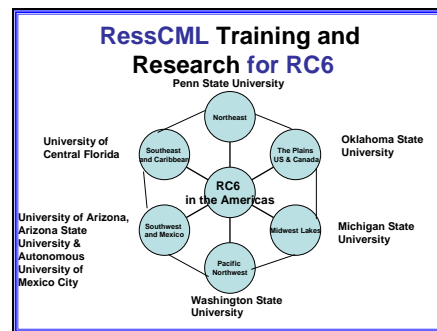 RessCML Training and
Research for RC6
Penn State University
Northeast
University of
Central Florida
Southeast
and Caribbean
The Plains
US & Canada
Oklahoma State
University
RC6
in the Americas
University of Arizona,
Arizona State
University &
Autonomous
University of
Mexico City
Southwest
and Mexico
Midwest Lakes
Michigan State
University
Pacific
Northwest
Washington State
University